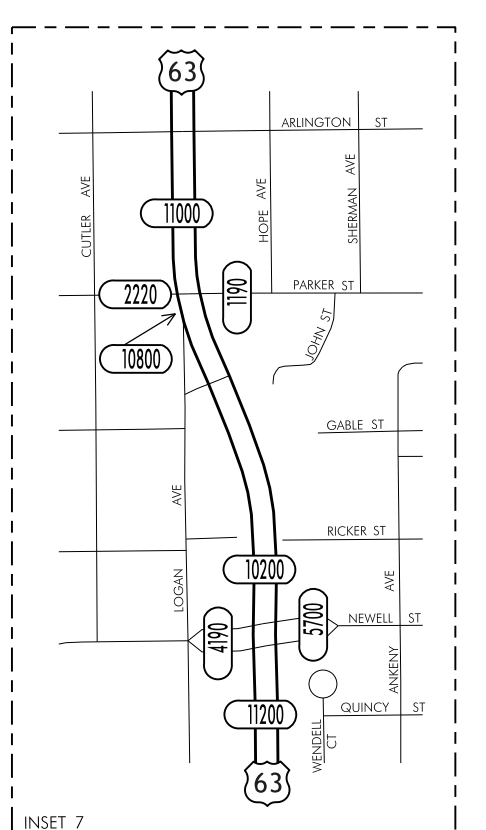 63
ARLINGTON ST
CUTLER AVE
HOPE AVE
SHERMAN AVE
11000
2220
1190
PARKER ST
JOHN ST
10800
GABLE ST
LOGAN AVE
RICKER ST
10200
ANKENY AVE
4190
5700
NEWELL ST
11200
WENDELL CT
QUINCY ST
63
INSET 7